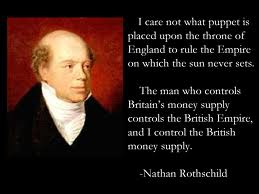 I care not what puppet is
placed upon the throne of
England to rule the Empire
on which the sun never sets.
The man who controls
Britain's money supply
controls the British Empire,
and I control the British
money supply.
-Nathan Rothschild